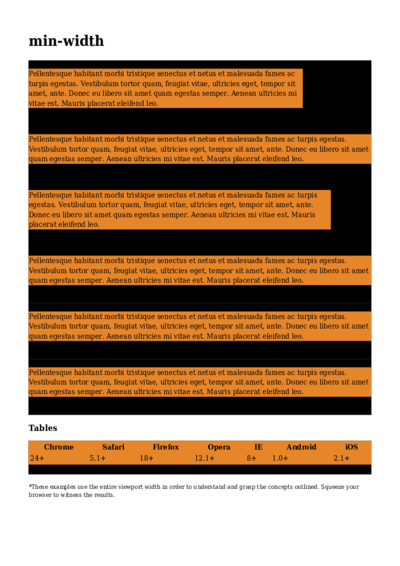 min-width
Pellentesque habitant morbi tristique senectus et netus et malesuada fames ac
turpis egestas. Vestibulum tortor quam, feugiat vitae, ultricies eget, tempor sit
amet, ante. Donec eu libero sit amet quam egestas semper. Aenean ultricies mi
vitae est. Mauris placerat eleifend leo.
Pellentesque habitant morbi tristique senectus et netus et malesuada fames ac turpis egestas.
Vestibulum tortor quam, feugiat vitae, ultricies eget, tempor sit amet, ante. Donec eu libero sit amet
quam egestas semper. Aenean ultricies mi vitae est. Mauris placerat eleifend leo.
Pellentesque habitant morbi tristique senectus et netus et malesuada fames ac turpis
egestas. Vestibulum tortor quam, feugiat vitae, ultricies eget, tempor sit amet, ante.
Donec eu libero sit amet quam egestas semper. Aenean ultricies mi vitae est. Mauris
placerat eleifend leo.
Pellentesque habitant morbi tristique senectus et netus et malesuada fames ac turpis egestas.
Vestibulum tortor quam, feugiat vitae, ultricies eget, tempor sit amet, ante. Donec eu libero sit amet
quam egestas semper. Aenean ultricies mi vitae est. Mauris placerat eleifend leo.
Pellentesque habitant morbi tristique senectus et netus et malesuada fames ac turpis egestas.
Vestibulum tortor quam, feugiat vitae, ultricies eget, tempor sit amet, ante. Donec eu libero sit amet
quam egestas semper. Aenean ultricies mi vitae est. Mauris placerat eleifend leo.
Pellentesque habitant morbi tristique senectus et netus et malesuada fames ac turpis egestas.
Vestibulum tortor quam, feugiat vitae, ultricies eget, tempor sit amet, ante. Donec eu libero sit amet
quam egestas semper. Aenean ultricies mi vitae est. Mauris placerat eleifend leo.
Tables
Chrome Safari Firefox Opera IE Android iOS
24+ 5.1+ 18+ 12.1+ 8+ 1.0+ 2.1+
*These examples use the entire viewport width in order to understand and grasp the concepts outlined. Squeeze your
browser to witness the results.